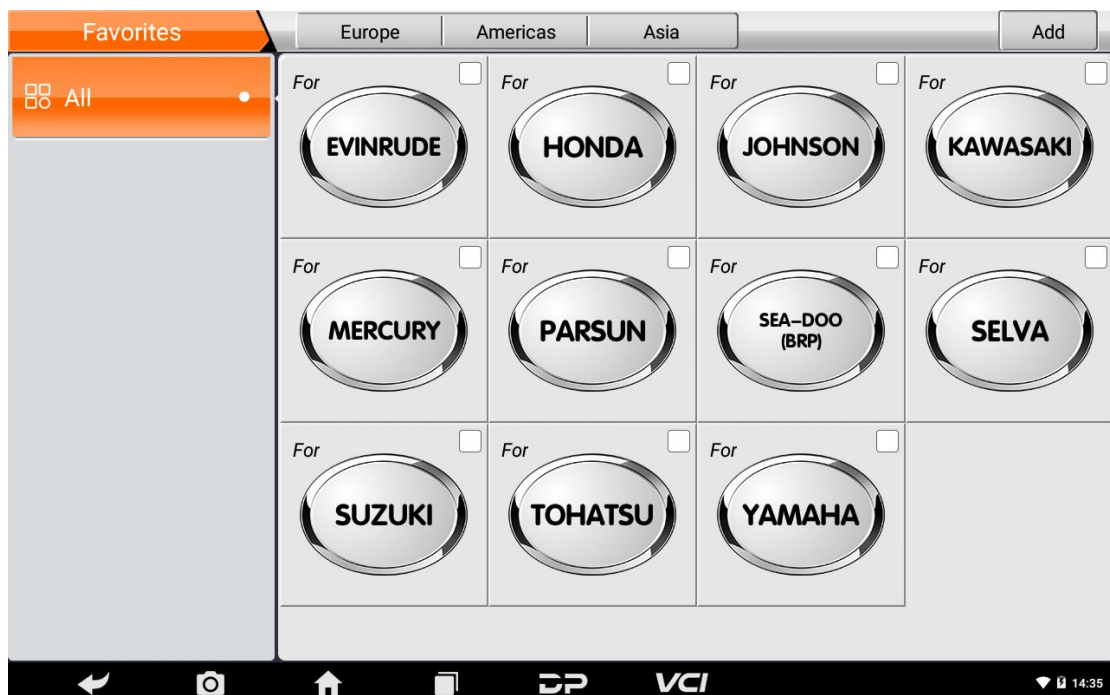 Favorites
Europe
Americas
Asia
Add
All
For
EVINRUDE
For
HONDA
For
JOHNSON
For
KAWASAKI
For
MERCURY
For
PARSUN
For
SEA-DOO
(BRP)
For
SELVA
For
SUZUKI
For
TOHATSU
For
YAMAHA
DP
VCI
14:35